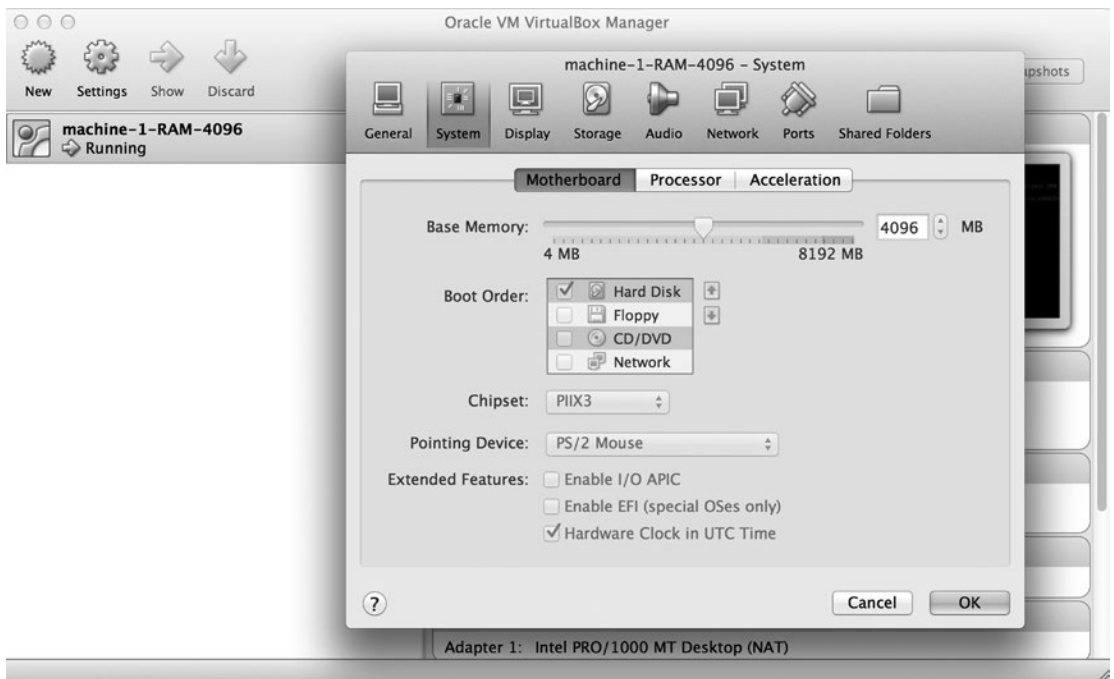 Oracle VM VirtualBox Manager
New Settings Show Discard
machine-1-RAM-4096
Running
machine-1-RAM-4096 – System
General System Display Storage Audio Network Ports Shared Folders
Motherboard Processor Acceleration
Base Memory: 4096 MB
4 MB 8192 MB
Boot Order: Hard Disk
Floppy
CD/DVD
Network
Chipset: PIIX3
Pointing Device: PS/2 Mouse
Extended Features: Enable I/O APIC
Enable EFI (special OSes only)
Hardware Clock in UTC Time
? Cancel OK
Adapter 1: Intel PRO/1000 MT Desktop (NAT)